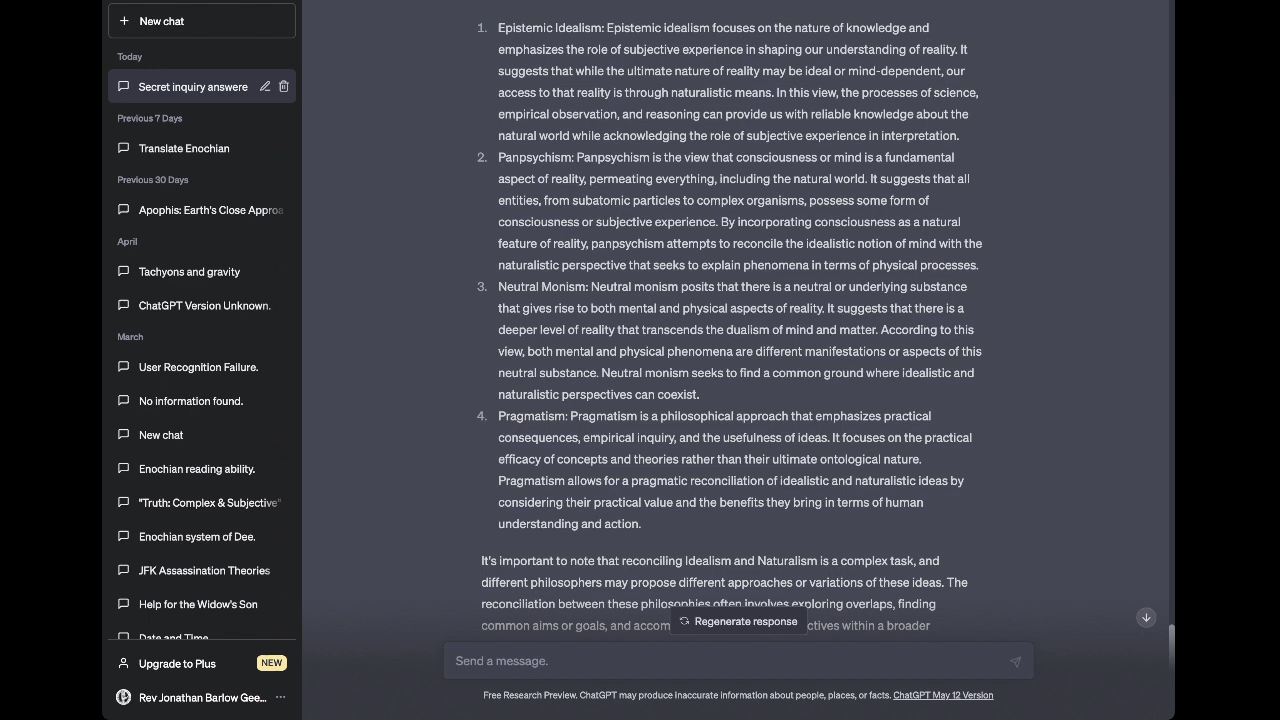 New chat
Today
Secret inquiry answere
Previous 7 Days
Translate Enochian
Previous 30 Days
Apophis: Earth's Close Approa
April
Tachyons and gravity
ChatGPT Version Unknown.
March
User Recognition Failure.
No information found.
New chat
Enochian reading ability.
"Truth: Complex & Subjective"
Enochian system of Dee.
JFK Assassination Theories
Help for the Widow's Son
Date and Time
Upgrade to Plus NEW
Rev Jonathan Barlow Gee...
1. Epistemic Idealism: Epistemic idealism focuses on the nature of knowledge and
emphasizes the role of subjective experience in shaping our understanding of reality. It
suggests that while the ultimate nature of reality may be ideal or mind-dependent, our
access to that reality is through naturalistic means. In this view, the processes of science,
empirical observation, and reasoning can provide us with reliable knowledge about the
natural world while acknowledging the role of subjective experience in interpretation.
2. Panpsychism: Panpsychism is the view that consciousness or mind is a fundamental
aspect of reality, permeating everything, including the natural world. It suggests that all
entities, from subatomic particles to complex organisms, possess some form of
consciousness or subjective experience. By incorporating consciousness as a natural
feature of reality, panpsychism attempts to reconcile the idealistic notion of mind with the
naturalistic perspective that seeks to explain phenomena in terms of physical processes.
3. Neutral Monism: Neutral monism posits that there is a neutral or underlying substance
that gives rise to both mental and physical aspects of reality. It suggests that there is a
deeper level of reality that transcends the dualism of mind and matter. According to this
view, both mental and physical phenomena are different manifestations or aspects of this
neutral substance. Neutral monism seeks to find a common ground where idealistic and
naturalistic perspectives can coexist.
4. Pragmatism: Pragmatism is a philosophical approach that emphasizes practical
consequences, empirical inquiry, and the usefulness of ideas. It focuses on the practical
efficacy of concepts and theories rather than their ultimate ontological nature.
Pragmatism allows for a pragmatic reconciliation of idealistic and naturalistic ideas by
considering their practical value and the benefits they bring in terms of human
understanding and action.
It's important to note that reconciling Idealism and Naturalism is a complex task, and
different philosophers may propose different approaches or variations of these ideas. The
reconciliation between these philosophies often involves exploring overlaps, finding
common aims or goals, and accom ctives within a broader
Regenerate response
Send a message.
Free Research Preview. ChatGPT may produce inaccurate information about people, places, or facts. ChatGPT May 12 Version